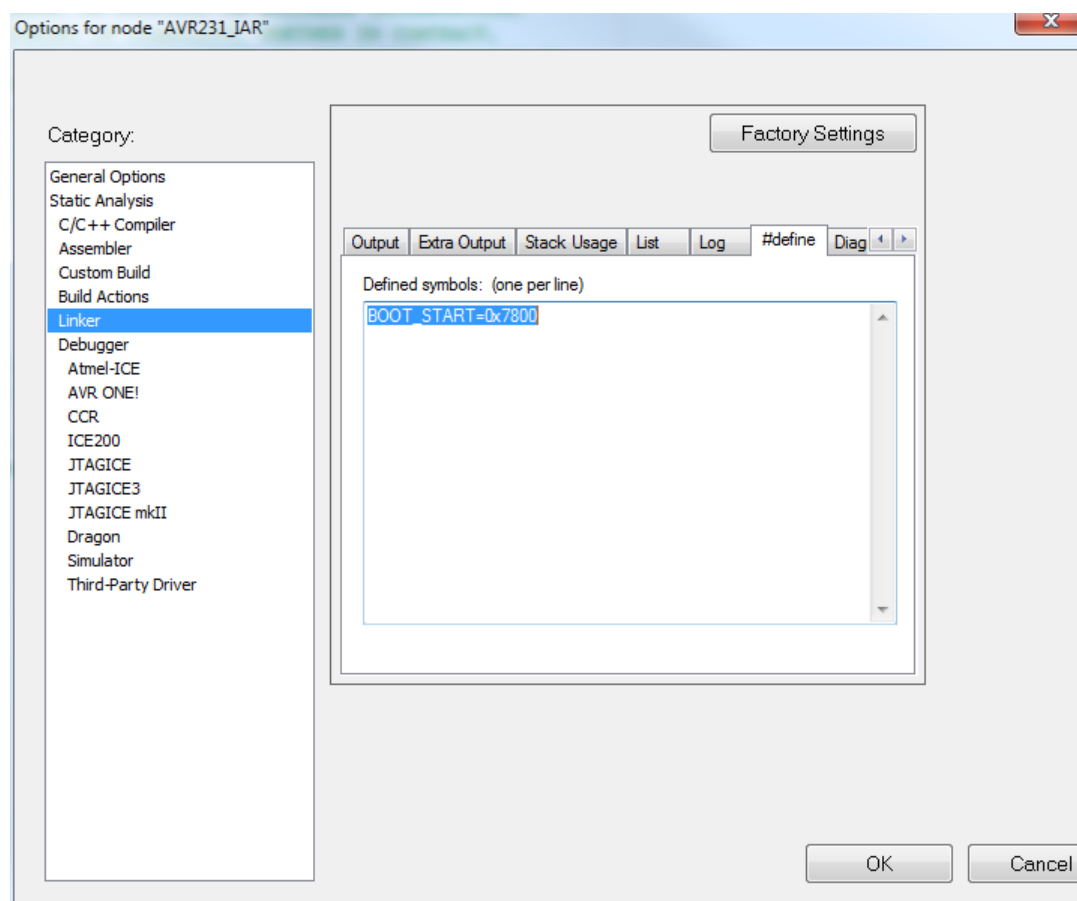 Options for node "AVR231_IAR"
Category:
Factory Settings
General Options
Static Analysis
C/C++ Compiler
Assembler
Custom Build
Build Actions
Linker
Debugger
Atmel-ICE
AVR ONE!
CCR
ICE200
JTAGICE
JTAGICE3
JTAGICE mkII
Dragon
Simulator
Third-Party Driver
Output Extra Output Stack Usage List Log #define Diag
Defined symbols: (one per line)
BOOT_START=0x7800
OK Cancel